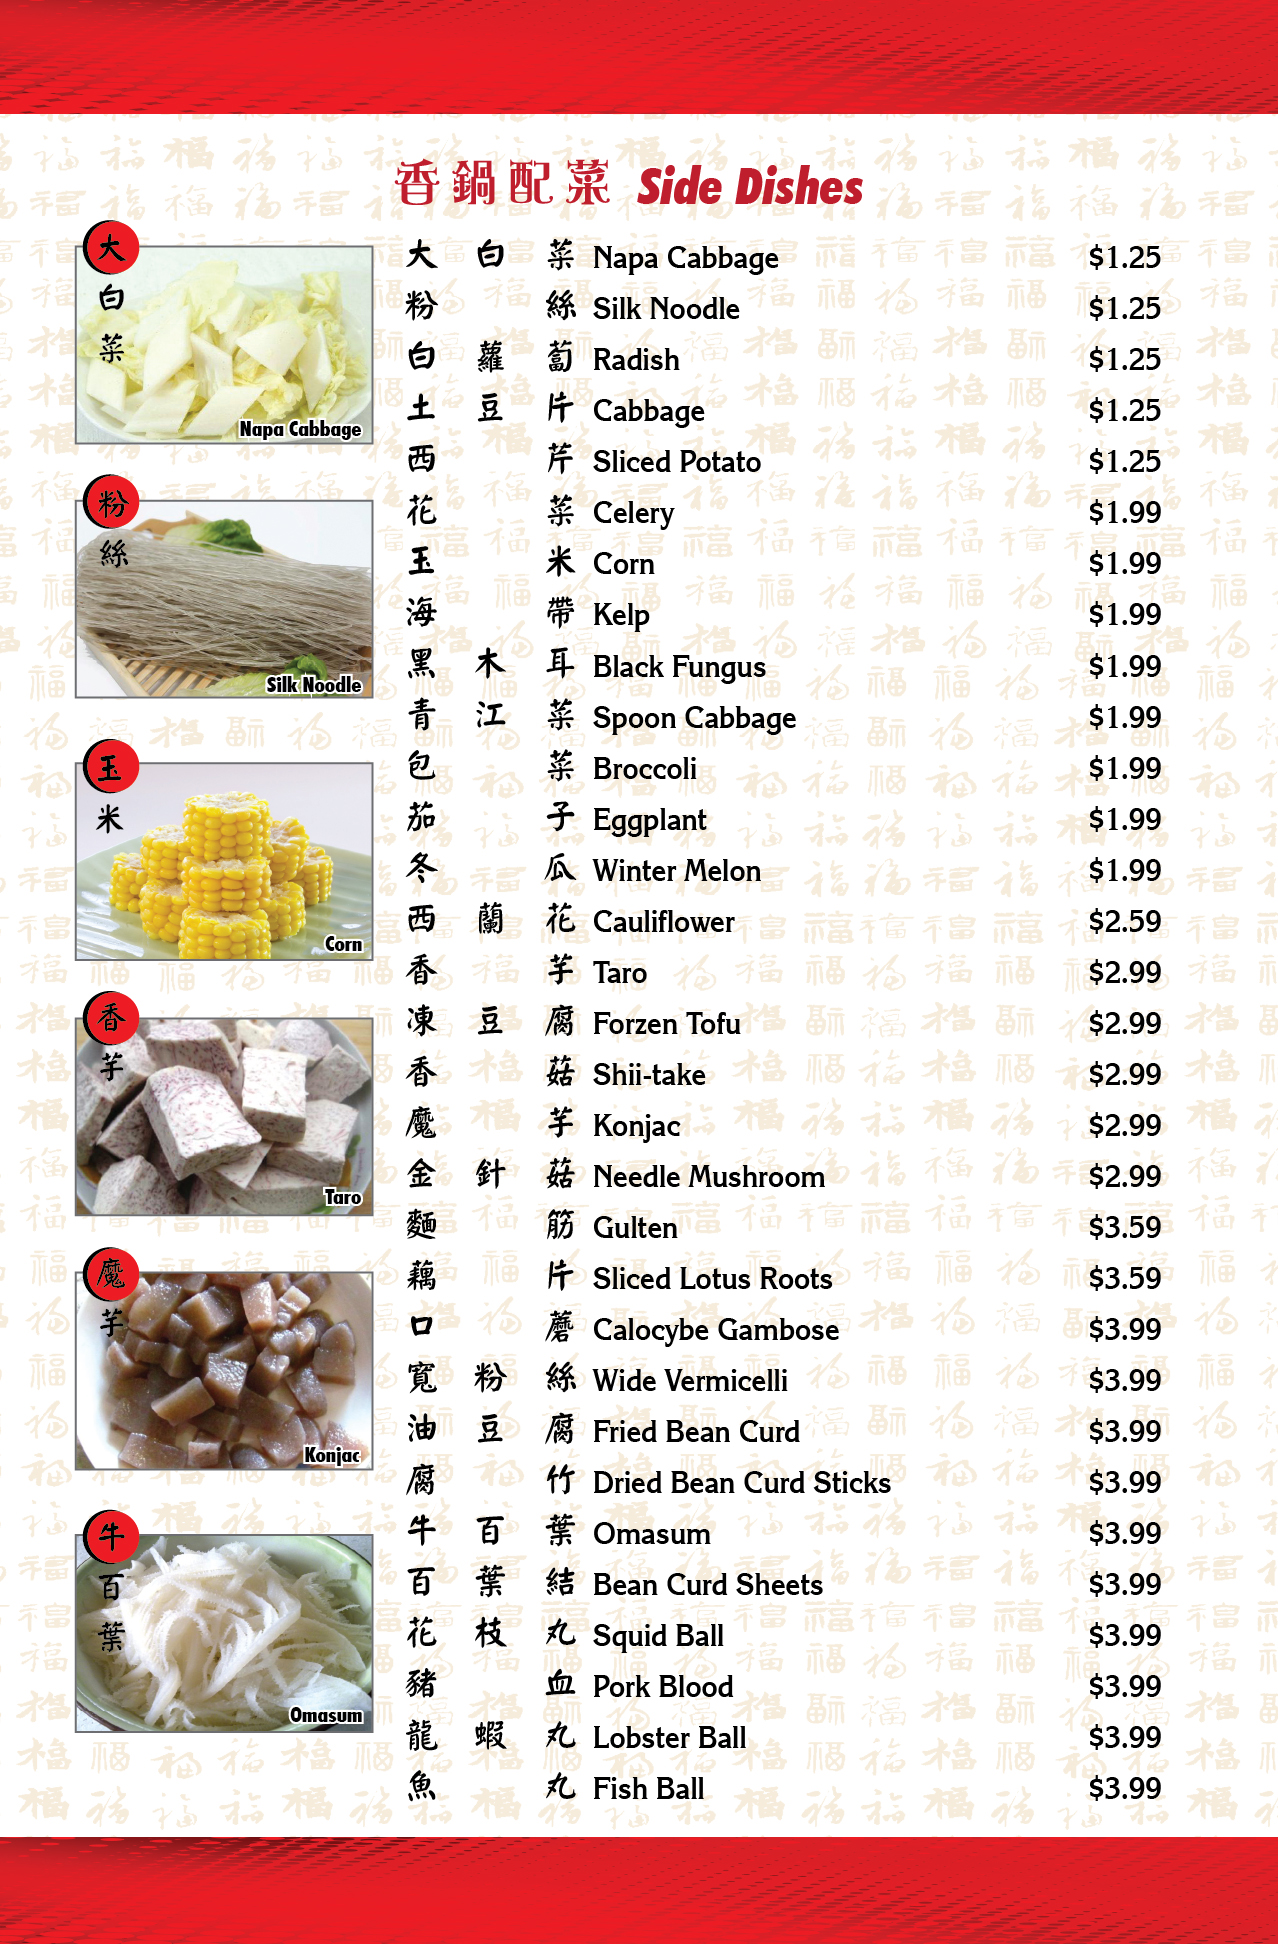 香鍋配菜 Side Dishes
大白菜 Napa Cabbage $1.25
粉絲 Silk Noodle $1.25
白蘿蔔 Radish $1.25
土豆片 Cabbage $1.25
西芹 Sliced Potato $1.25
花菜 Celery $1.99
玉米 Corn $1.99
海帶 Kelp $1.99
黑木耳 Black Fungus $1.99
青江菜 Spoon Cabbage $1.99
包菜 Broccoli $1.99
茄子 Eggplant $1.99
冬瓜 Winter Melon $1.99
西蘭花 Cauliflower $2.59
香芋 Taro $2.99
凍豆腐 Forzen Tofu $2.99
香菇 Shii-take $2.99
魔芋 Konjac $2.99
金針菇 Needle Mushroom $2.99
麵筋 Gulten $3.59
藕片 Sliced Lotus Roots $3.59
口蘑 Calocybe Gambose $3.99
寬粉絲 Wide Vermicelli $3.99
油豆腐 Fried Bean Curd $3.99
腐竹 Dried Bean Curd Sticks $3.99
牛百葉 Omasum $3.99
百葉結 Bean Curd Sheets $3.99
花枝丸 Squid Ball $3.99
豬血 Pork Blood $3.99
龍蝦丸 Lobster Ball $3.99
魚丸 Fish Ball $3.99
大白菜
Napa Cabbage
粉絲
Silk Noodle
玉米
Corn
香芋
Taro
魔芋
Konjac
牛百葉
Omasum